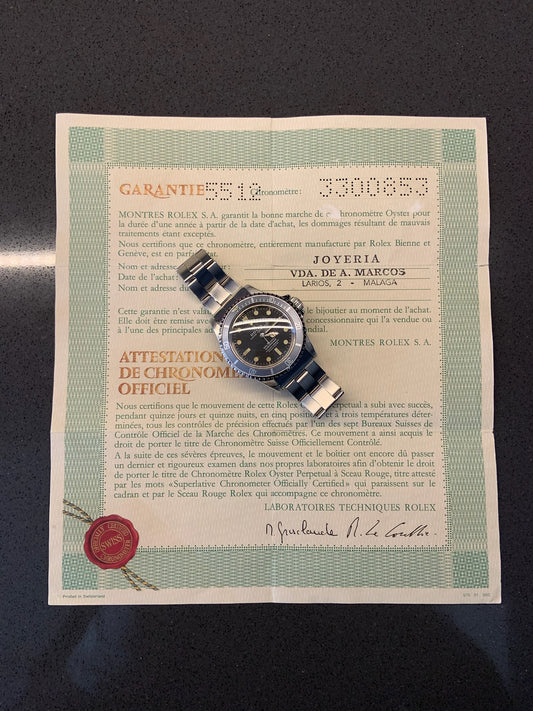 GARANTIE 5512 Chronomètre: 3300853
MONTRES ROLEX S. A. garantit la bonne marche de Chronomètre Oyster pour
la durée d'une année à partir de la date d'achat, les dommages résultant de mauvais
traitements étant exceptés.
Nous certifions que ce chronomètre, entièrement manufacturé par Rolex Bienne et
Genève, est en parfait
Nom et adresse
JOYERIA
Date de l'achat:
VDA. DE A. MARCOS
Nom et adresse du
LARIOS, 2 - MALAGA
Cette garantie n'est le bijoutier au moment de l'achat.
Elle doit être remise concessionnaire qui l'a vendue ou
à l'une des principales
MONTRES ROLEX S. A.
ATTESTATION
DE CHRONOM
OFFICIEL
Nous certifions que le mouvement de cette Rolex Perpetual a subi avec succès,
pendant quinze jours et quinze nuits, en cinq positions et à trois températures déter-
minées, tous les contrôles de précision effectués par l'un des sept Bureaux Suisses de
Contrôle Officiel de la Marche des Chronomètres. Ce mouvement a ainsi acquis le
droit de porter le titre de Chronomètre Suisse Officiellement Contrôlé.
A la suite de ces sévères épreuves, le mouvement et le boîtier ont encore dû passer
un dernier et rigoureux examen dans nos propres laboratoires afin d'obtenir le droit
de porter le titre de Chronomètre Rolex Oyster Perpetual à Sceau Rouge, titre attesté
par les mots «Superlative Chronometer Officially Certified» qui paraissent sur le
cadran et par le Sceau Rouge Rolex qui accompagne ce chronomètre.
LABORATOIRES TECHNIQUES ROLEX
SWISS
CHRONOMETER
Printed in Switzerland